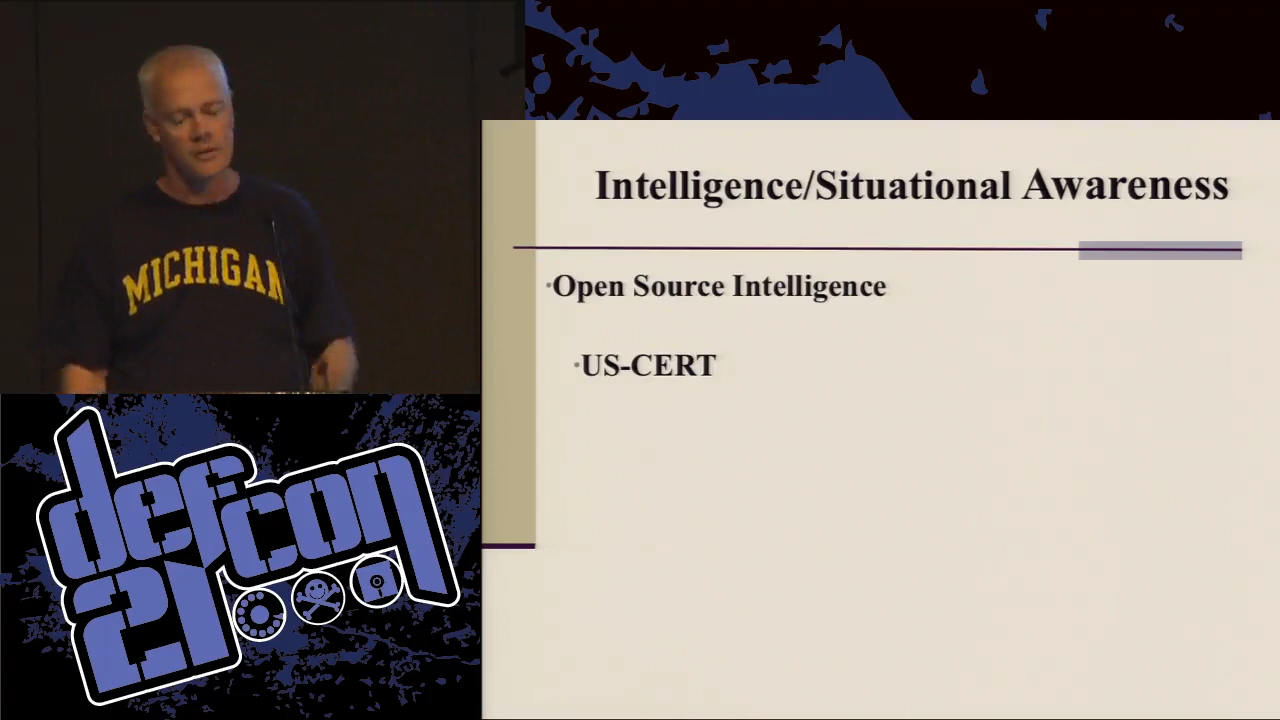 MICHIGAN
Intelligence/Situational Awareness
·Open Source Intelligence
·US-CERT
defcon
21